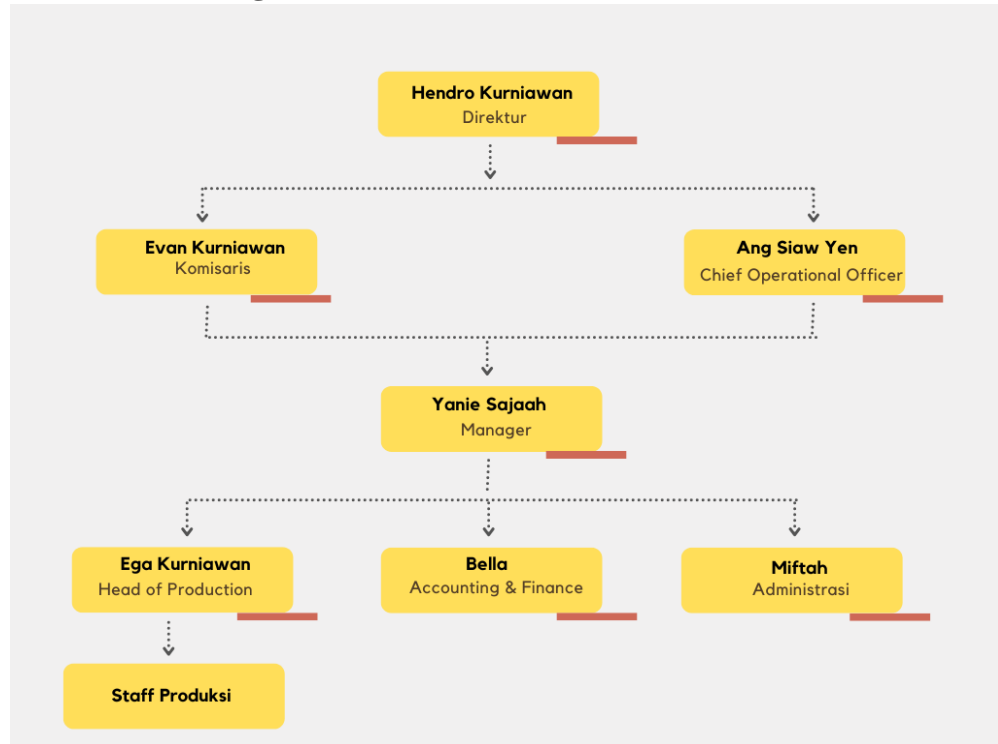 Hendro Kurniawan
Direktur
Evan Kurniawan
Komisaris
Ang Siaw Yen
Chief Operational Officer
Yanie Sajaah
Manager
Ega Kurniawan
Head of Production
Bella
Accounting & Finance
Miftah
Administrasi
Staff Produksi